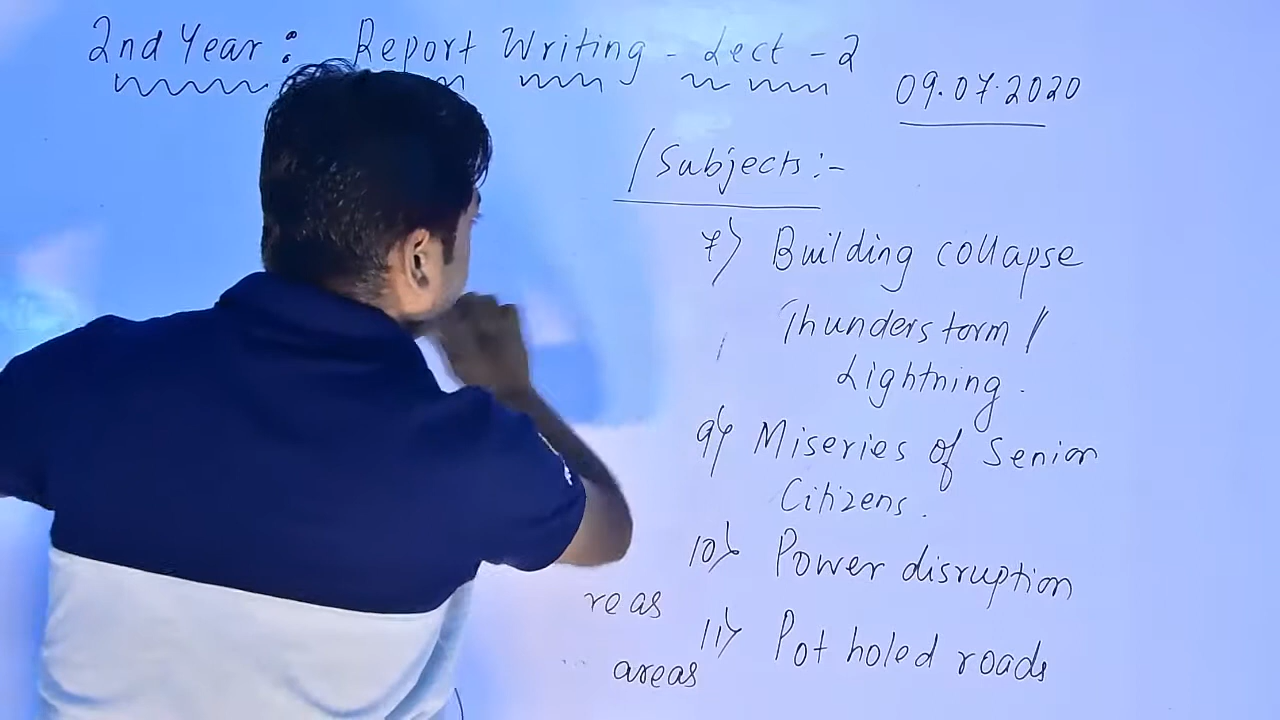 2nd Year : Report Writing - Lect - 2
09.07.2020
/ Subjects :-
7) Building collapse
Thunderstorm /
Lightning.
9) Miseries of Senior
Citizens.
10) Power disruption
reas
11) Pot holed roads
areas